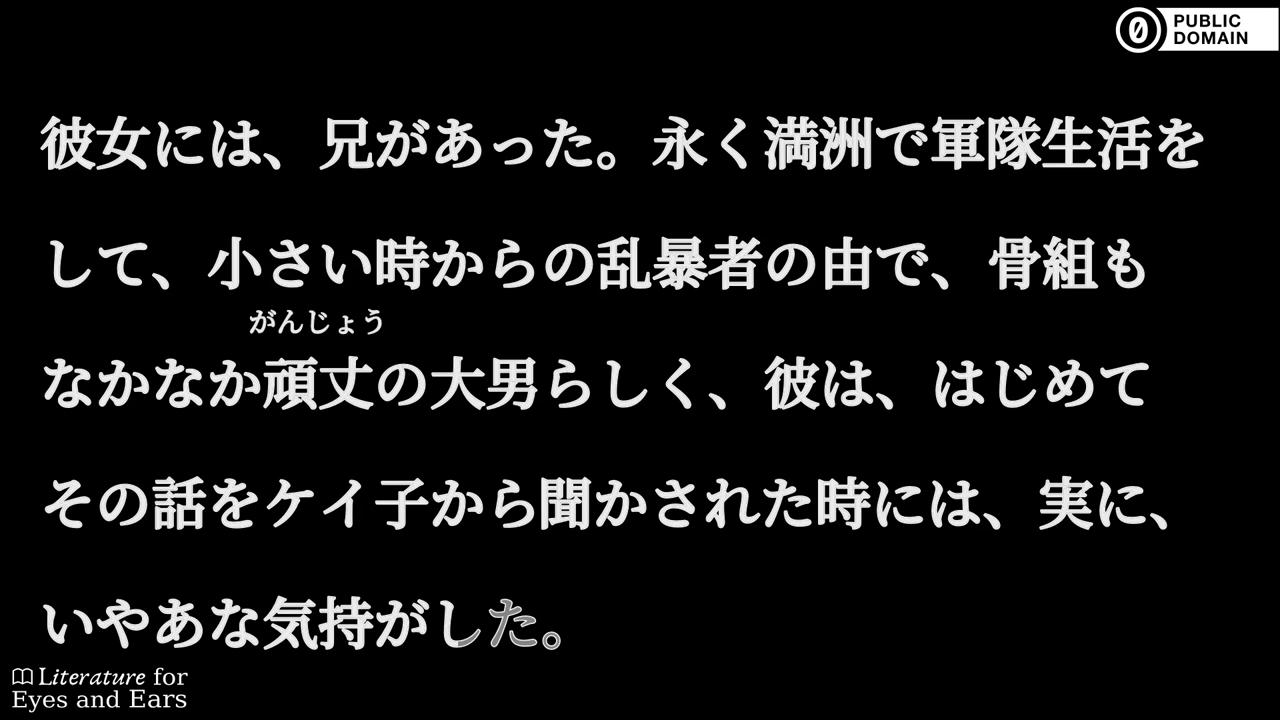 PUBLIC
DOMAIN
彼女には、兄があった。永く満洲で軍隊生活を
して、小さい時からの乱暴者の由で、骨組も
がんじょう
なかなか頑丈の大男らしく、彼は、はじめて
その話をケイ子から聞かされた時には、実に、
いやあな気持がした。
Literature for
Eyes and Ears